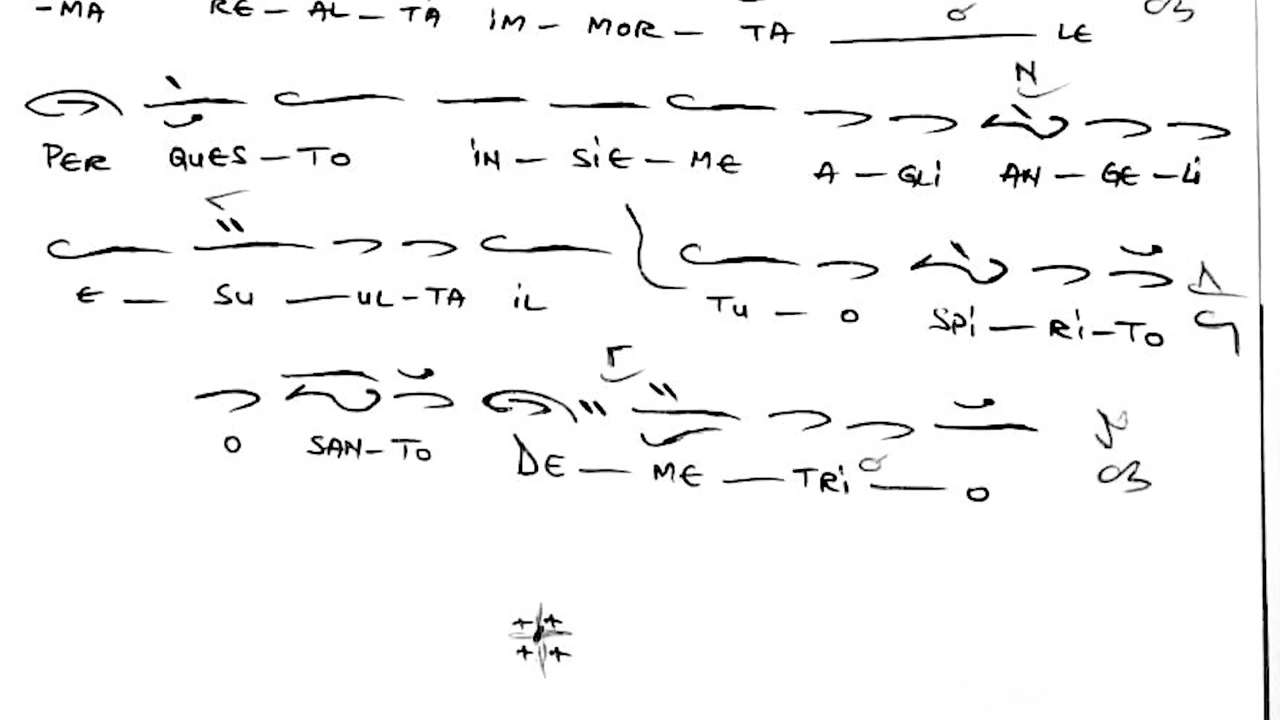 -MA RE-AL-TA IM-MOR-TA LE
PER QUES-TO iN-SiE-ME A-GLi AN-GE-Li
E-SU-UL-TA iL TU-O SPi-Ri-TO
O SAN-TO DE-ME-TRi-O